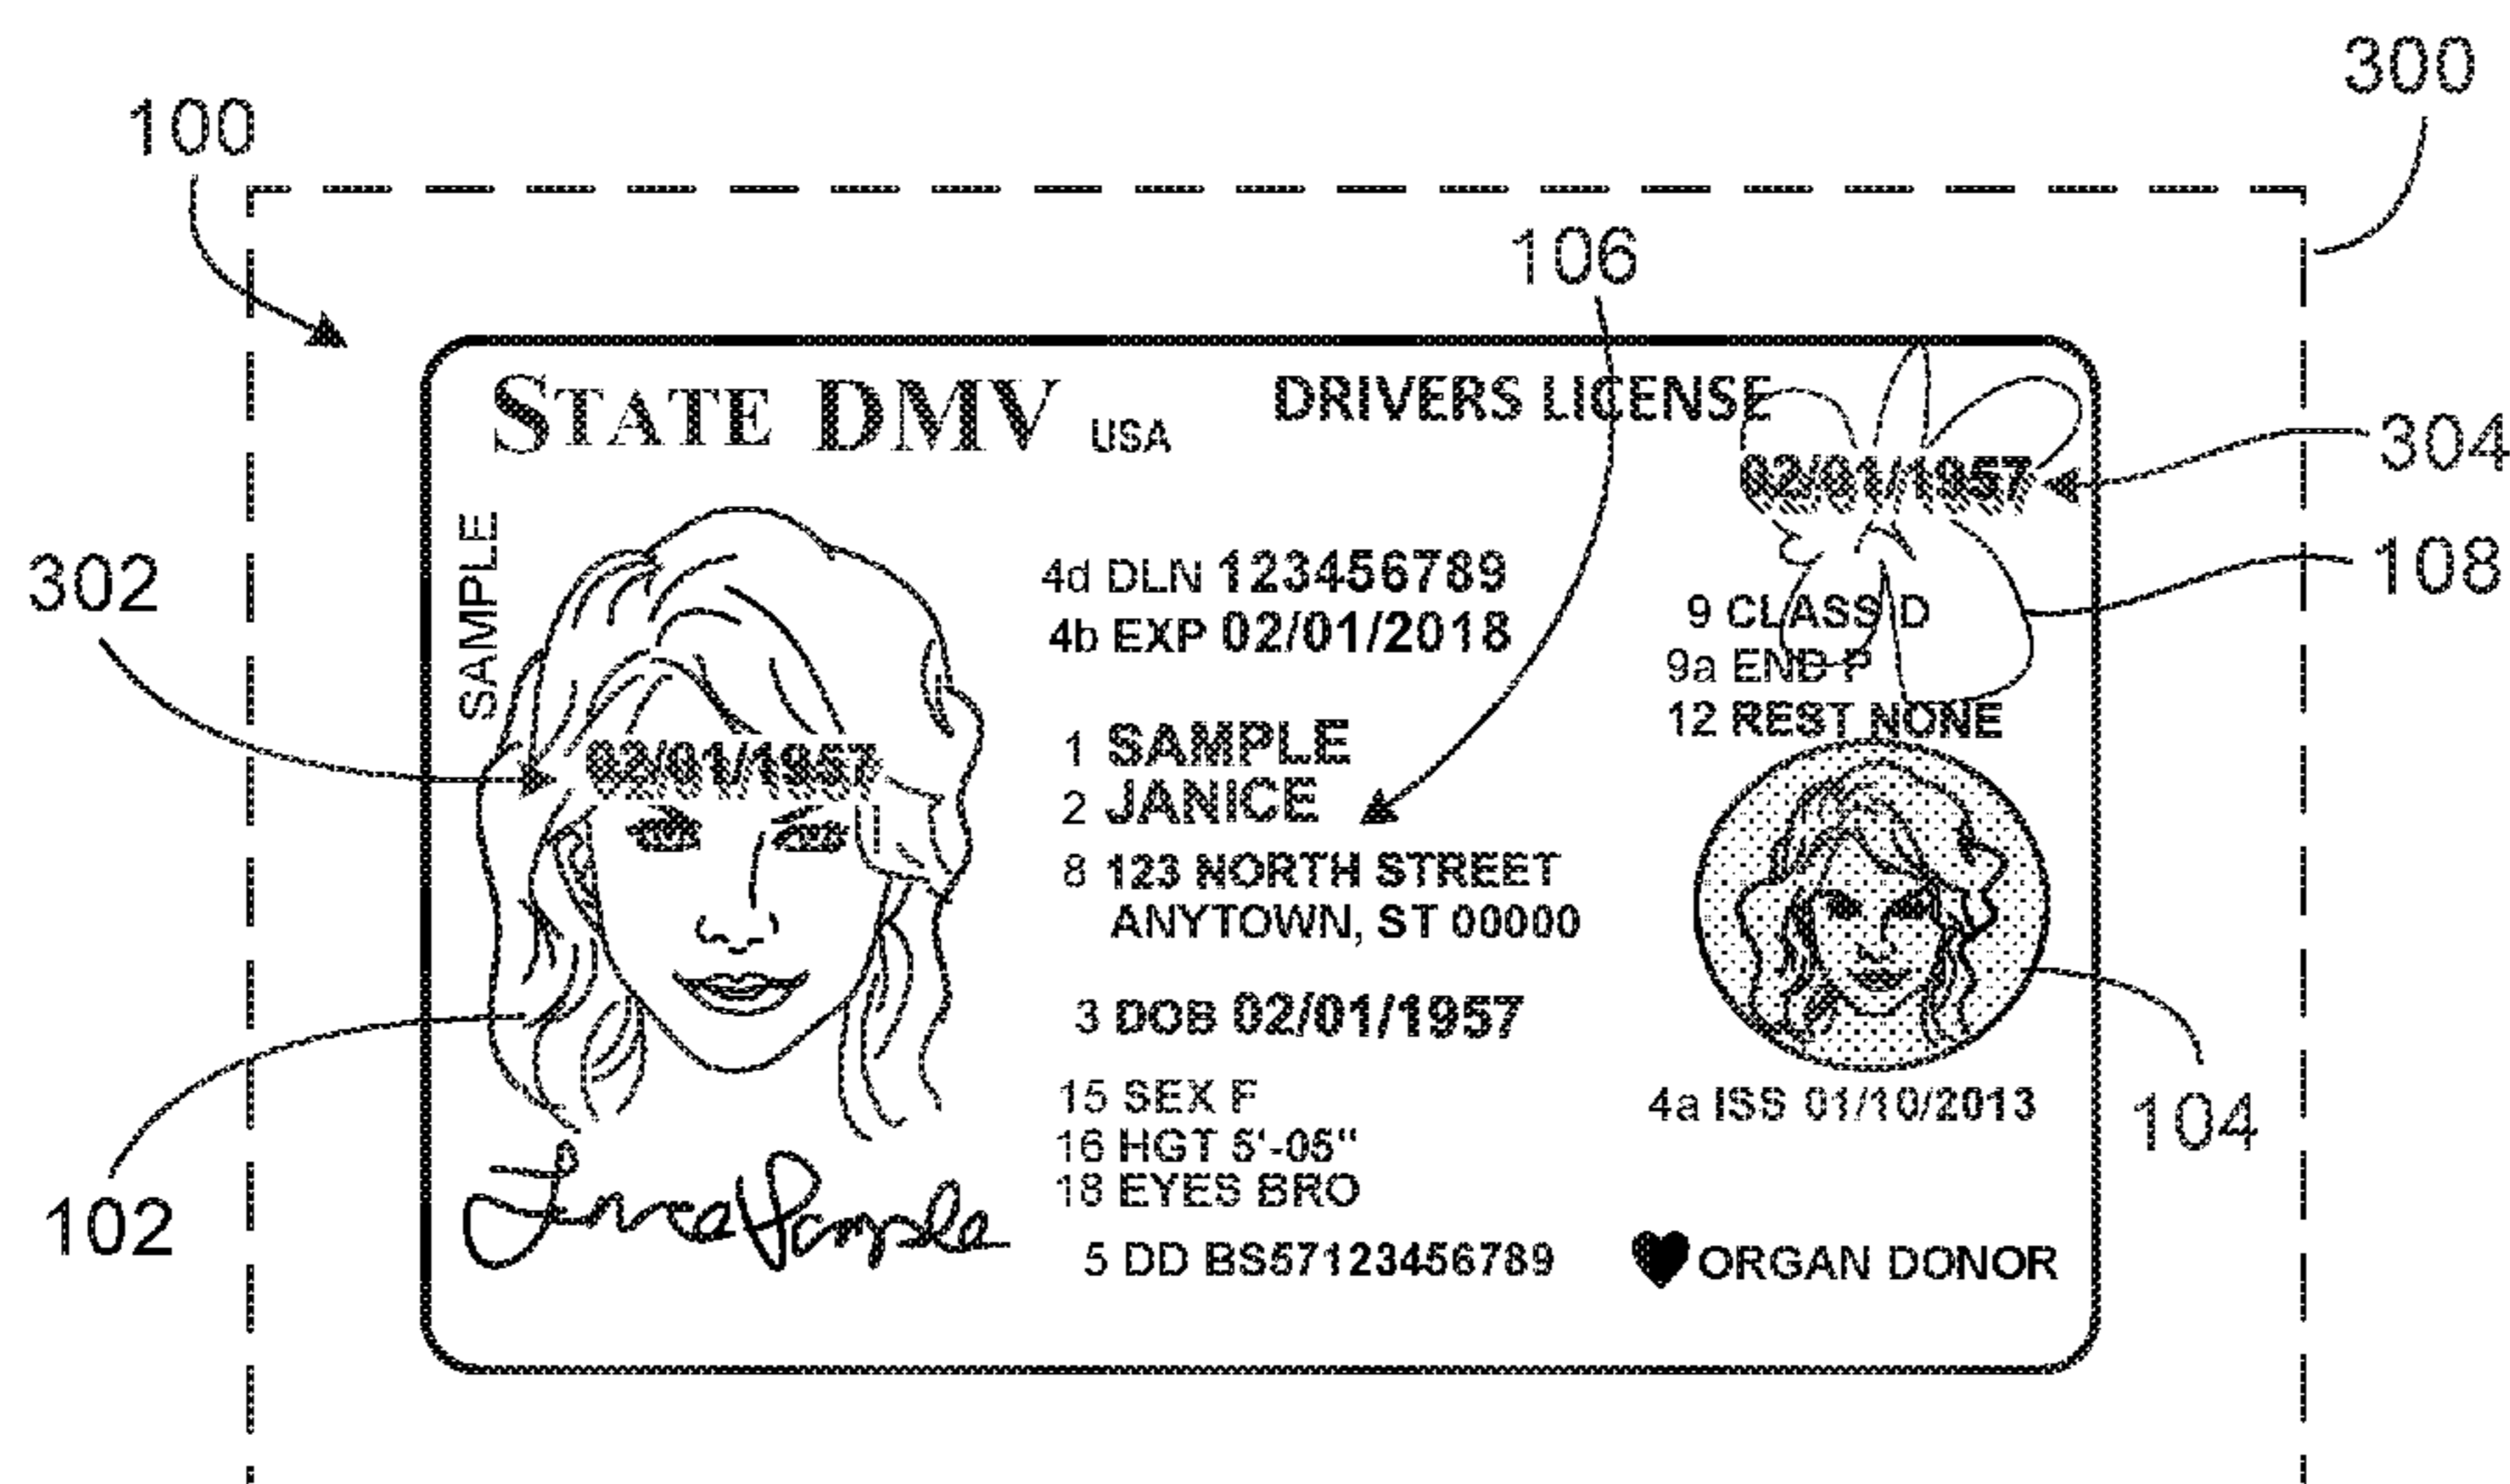 300
100
106
STATE DMV USA
DRIVERS LICENSE
304
02/01/1957
SAMPLE
302
4d DLN 123456789
108
4b EXP 02/01/2018
9 CLASS D
9a END P
12 REST NONE
1 SAMPLE
02/01/1957
2 JANICE
8 123 NORTH STREET
ANYTOWN, ST 00000
3 DOB 02/01/1957
15 SEX F
4a ISS 01/10/2013
104
16 HGT 5'-05"
18 EYES BRO
102
5 DD BS57123456789
ORGAN DONOR